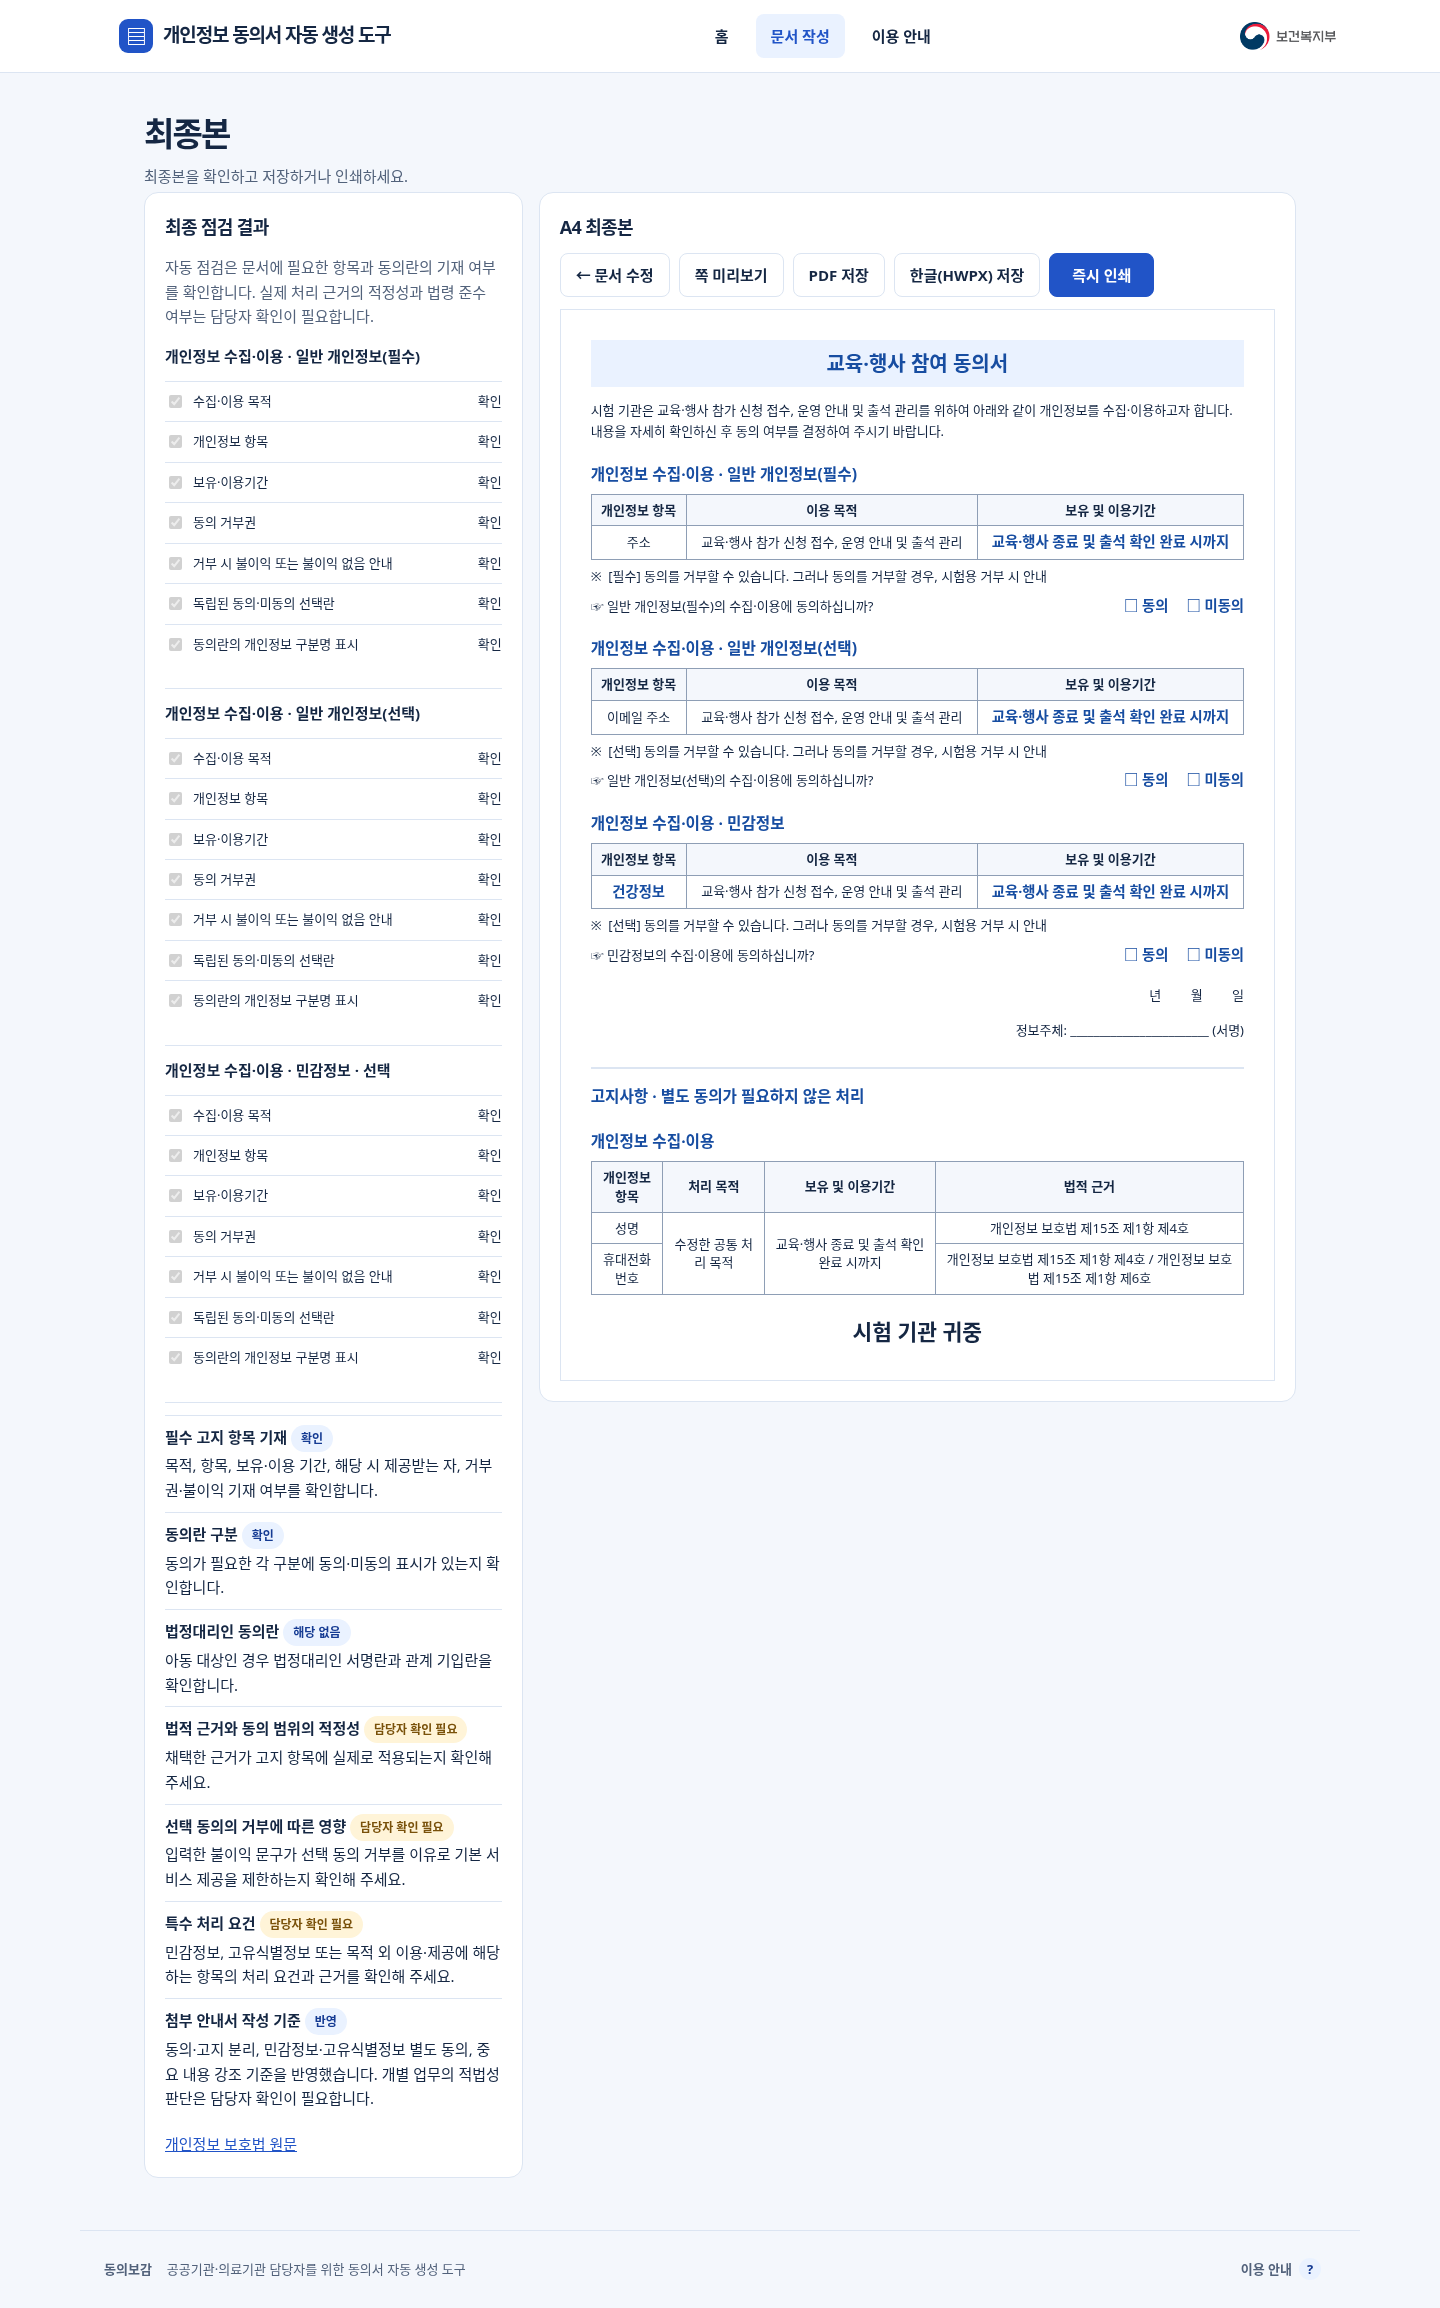 개인정보 동의서 자동 생성 도구
홈
문서 작성
이용 안내
보건복지부
최종본
최종본을 확인하고 저장하거나 인쇄하세요.
최종 점검 결과
자동 점검은 문서에 필요한 항목과 동의란의 기재 여부
를 확인합니다. 실제 처리 근거의 적정성과 법령 준수
여부는 담당자 확인이 필요합니다.
개인정보 수집·이용 · 일반 개인정보(필수)
수집·이용 목적 확인
개인정보 항목 확인
보유·이용기간 확인
동의 거부권 확인
거부 시 불이익 또는 불이익 없음 안내 확인
독립된 동의·미동의 선택란 확인
동의란의 개인정보 구분명 표시 확인
개인정보 수집·이용 · 일반 개인정보(선택)
수집·이용 목적 확인
개인정보 항목 확인
보유·이용기간 확인
동의 거부권 확인
거부 시 불이익 또는 불이익 없음 안내 확인
독립된 동의·미동의 선택란 확인
동의란의 개인정보 구분명 표시 확인
개인정보 수집·이용 · 민감정보 · 선택
수집·이용 목적 확인
개인정보 항목 확인
보유·이용기간 확인
동의 거부권 확인
거부 시 불이익 또는 불이익 없음 안내 확인
독립된 동의·미동의 선택란 확인
동의란의 개인정보 구분명 표시 확인
필수 고지 항목 기재 확인
목적, 항목, 보유·이용 기간, 해당 시 제공받는 자, 거부
권·불이익 기재 여부를 확인합니다.
동의란 구분 확인
동의가 필요한 각 구분에 동의·미동의 표시가 있는지 확
인합니다.
법정대리인 동의란 해당 없음
아동 대상인 경우 법정대리인 서명란과 관계 기입란을
확인합니다.
법적 근거와 동의 범위의 적정성 담당자 확인 필요
채택한 근거가 고지 항목에 실제로 적용되는지 확인해
주세요.
선택 동의의 거부에 따른 영향 담당자 확인 필요
입력한 불이익 문구가 선택 동의 거부를 이유로 기본 서
비스 제공을 제한하는지 확인해 주세요.
특수 처리 요건 담당자 확인 필요
민감정보, 고유식별정보 또는 목적 외 이용·제공에 해당
하는 항목의 처리 요건과 근거를 확인해 주세요.
첨부 안내서 작성 기준 반영
동의·고지 분리, 민감정보·고유식별정보 별도 동의, 중
요 내용 강조 기준을 반영했습니다. 개별 업무의 적법성
판단은 담당자 확인이 필요합니다.
개인정보 보호법 원문
A4 최종본
← 문서 수정
쪽 미리보기
PDF 저장
한글(HWPX) 저장
즉시 인쇄
교육·행사 참여 동의서
시험 기관은 교육·행사 참가 신청 접수, 운영 안내 및 출석 관리를 위하여 아래와 같이 개인정보를 수집·이용하고자 합니다.
내용을 자세히 확인하신 후 동의 여부를 결정하여 주시기 바랍니다.
개인정보 수집·이용 · 일반 개인정보(필수)
개인정보 항목 이용 목적 보유 및 이용기간
주소 교육·행사 참가 신청 접수, 운영 안내 및 출석 관리 교육·행사 종료 및 출석 확인 완료 시까지
※ [필수] 동의를 거부할 수 있습니다. 그러나 동의를 거부할 경우, 시험용 거부 시 안내
☞ 일반 개인정보(필수)의 수집·이용에 동의하십니까? □ 동의 □ 미동의
개인정보 수집·이용 · 일반 개인정보(선택)
개인정보 항목 이용 목적 보유 및 이용기간
이메일 주소 교육·행사 참가 신청 접수, 운영 안내 및 출석 관리 교육·행사 종료 및 출석 확인 완료 시까지
※ [선택] 동의를 거부할 수 있습니다. 그러나 동의를 거부할 경우, 시험용 거부 시 안내
☞ 일반 개인정보(선택)의 수집·이용에 동의하십니까? □ 동의 □ 미동의
개인정보 수집·이용 · 민감정보
개인정보 항목 이용 목적 보유 및 이용기간
건강정보 교육·행사 참가 신청 접수, 운영 안내 및 출석 관리 교육·행사 종료 및 출석 확인 완료 시까지
※ [선택] 동의를 거부할 수 있습니다. 그러나 동의를 거부할 경우, 시험용 거부 시 안내
☞ 민감정보의 수집·이용에 동의하십니까? □ 동의 □ 미동의
년 월 일
정보주체: ______________________ (서명)
고지사항 · 별도 동의가 필요하지 않은 처리
개인정보 수집·이용
개인정보
항목
처리 목적
보유 및 이용기간
법적 근거
성명
수정한 공통 처
리 목적
교육·행사 종료 및 출석 확인
완료 시까지
개인정보 보호법 제15조 제1항 제4호
휴대전화
번호
개인정보 보호법 제15조 제1항 제4호 / 개인정보 보호
법 제15조 제1항 제6호
시험 기관 귀중
동의보감 공공기관·의료기관 담당자를 위한 동의서 자동 생성 도구
이용 안내 ?